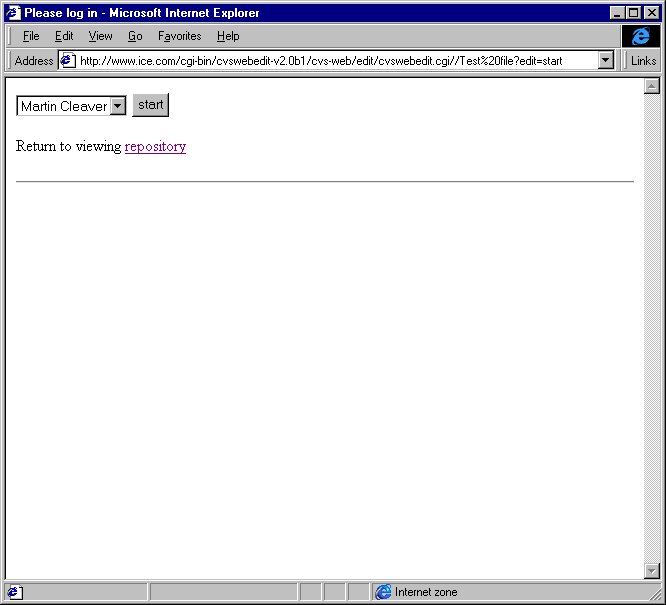 Please log in - Microsoft Internet Explorer
File Edit View Go Favorites Help
Address http://www.ice.com/cgi-bin/cvswebedit-v2.0b1/cvs-web/edit/cvswebedit.cgi//Test%20file?edit=start Links
Martin Cleaver start
Return to viewing repository
Internet zone